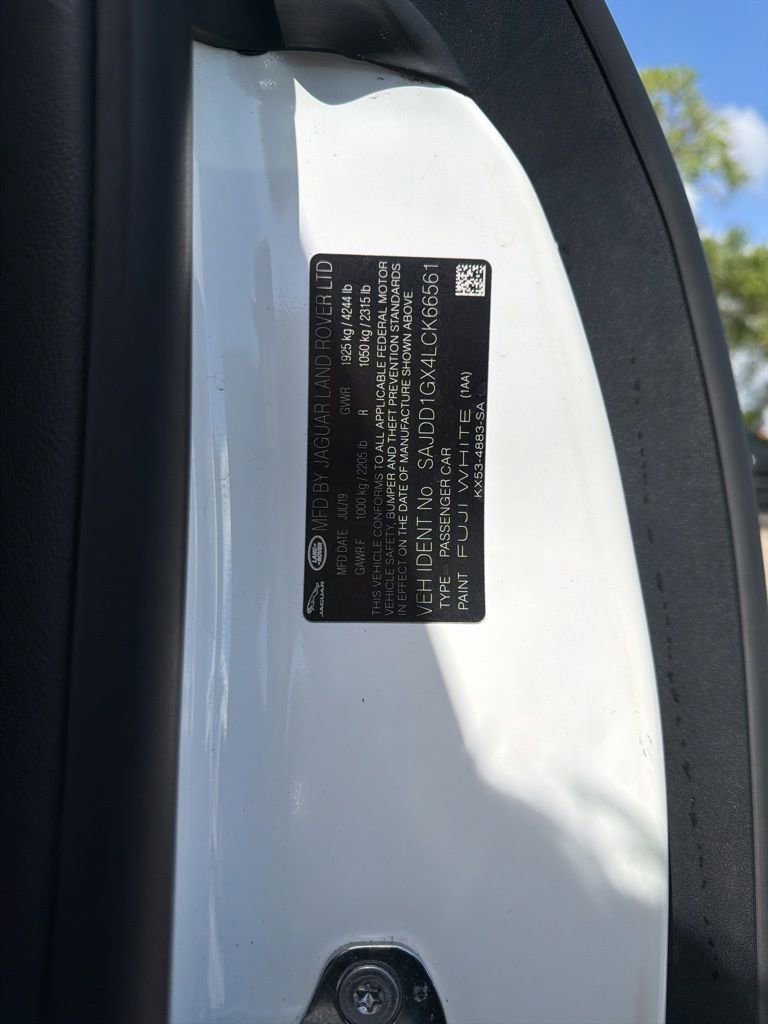 JAGUAR
LAND ROVER
MFD BY JAGUAR LAND ROVER LTD
MFD DATE JUL/19 GVWR 1925 kg / 4244 lb
GAWR F 1000 kg / 2205 lb R 1050 kg / 2315 lb
THIS VEHICLE CONFORMS TO ALL APPLICABLE FEDERAL MOTOR
VEHICLE SAFETY, BUMPER AND THEFT PREVENTION STANDARDS
IN EFFECT ON THE DATE OF MANUFACTURE SHOWN ABOVE
VEH IDENT No SAJDD1GX4LCK66561
TYPE PASSENGER CAR
PAINT FUJI WHITE (1AA)
KX53-4883-SA